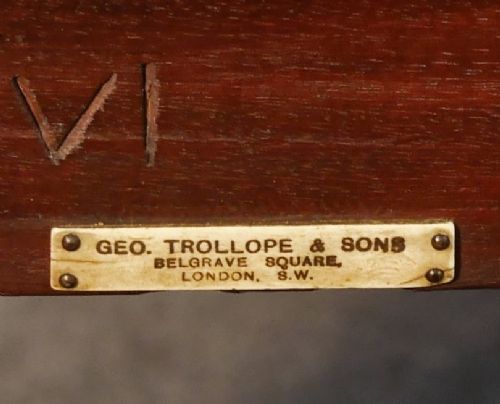 VI
GEO. TROLLOPE & SONS
BELGRAVE SQUARE,
LONDON, S.W.